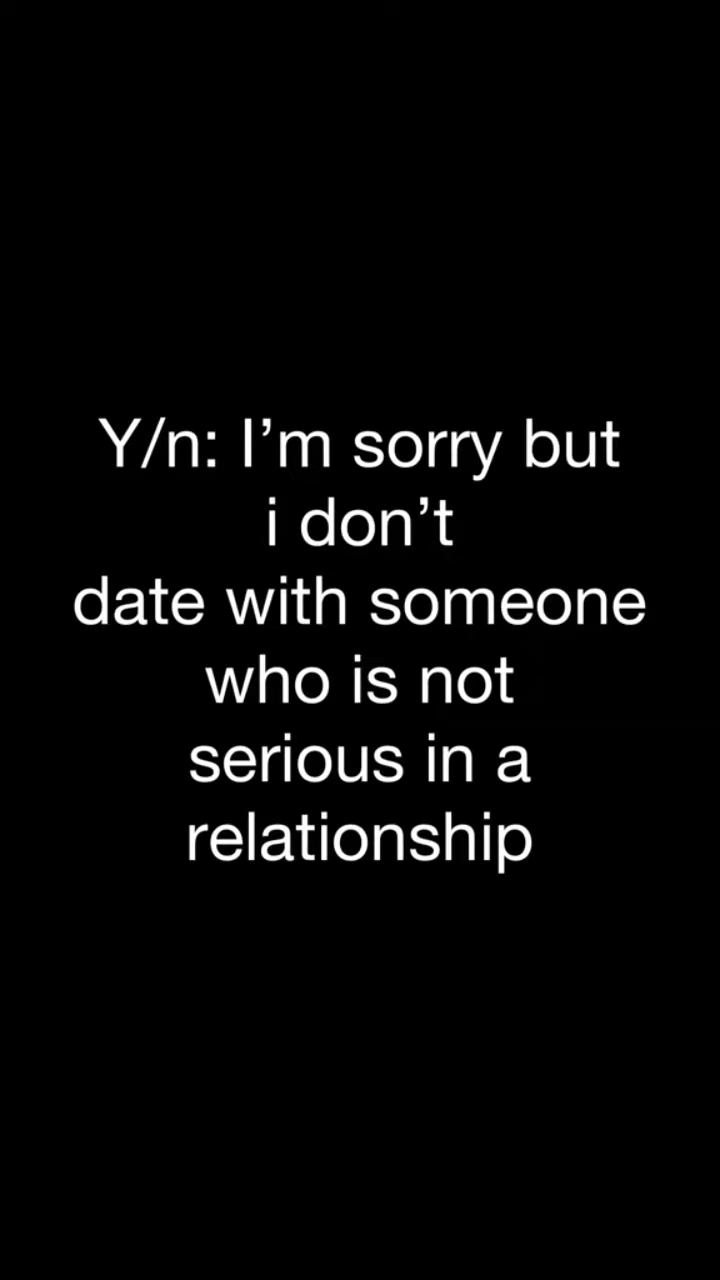 Y/n: I’m sorry but
i don’t
date with someone
who is not
serious in a
relationship